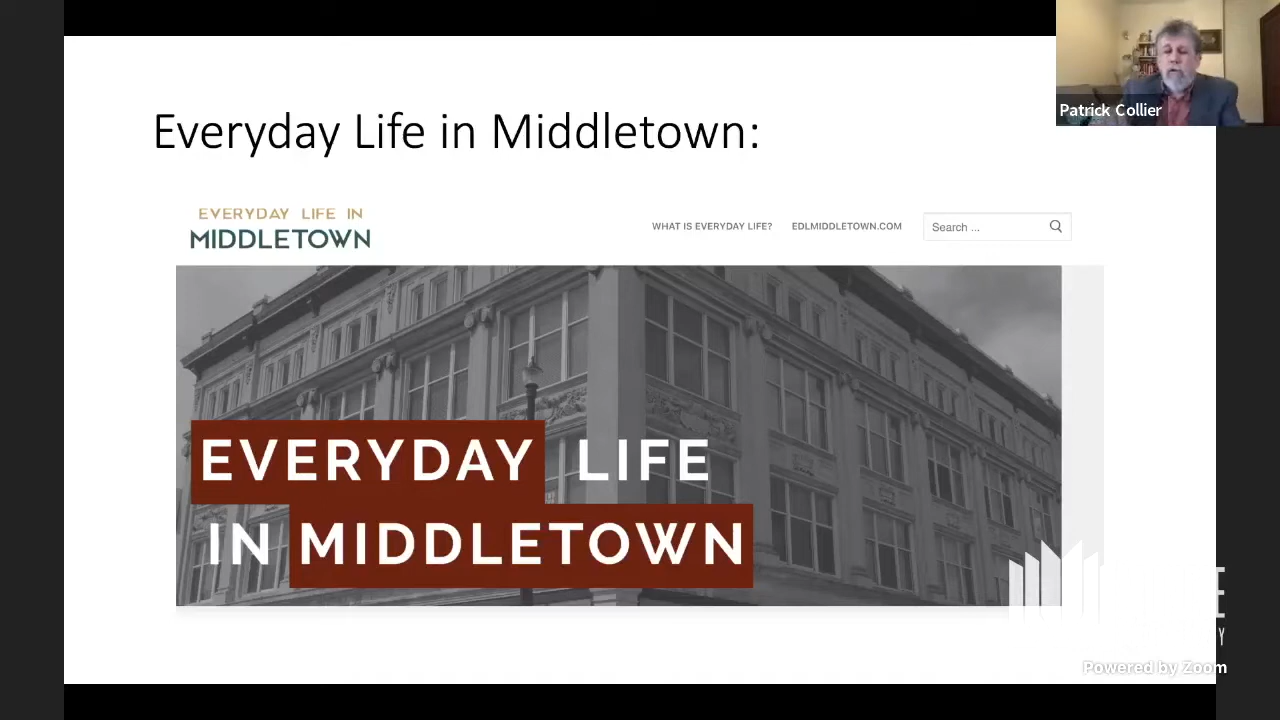 Patrick Collier
Everyday Life in Middletown:
EVERYDAY LIFE IN
MIDDLETOWN
WHAT IS EVERYDAY LIFE?
EDLMIDDLETOWN.COM
Search ...
EVERYDAY LIFE
IN MIDDLETOWN
E
Y
Powered by Zoom